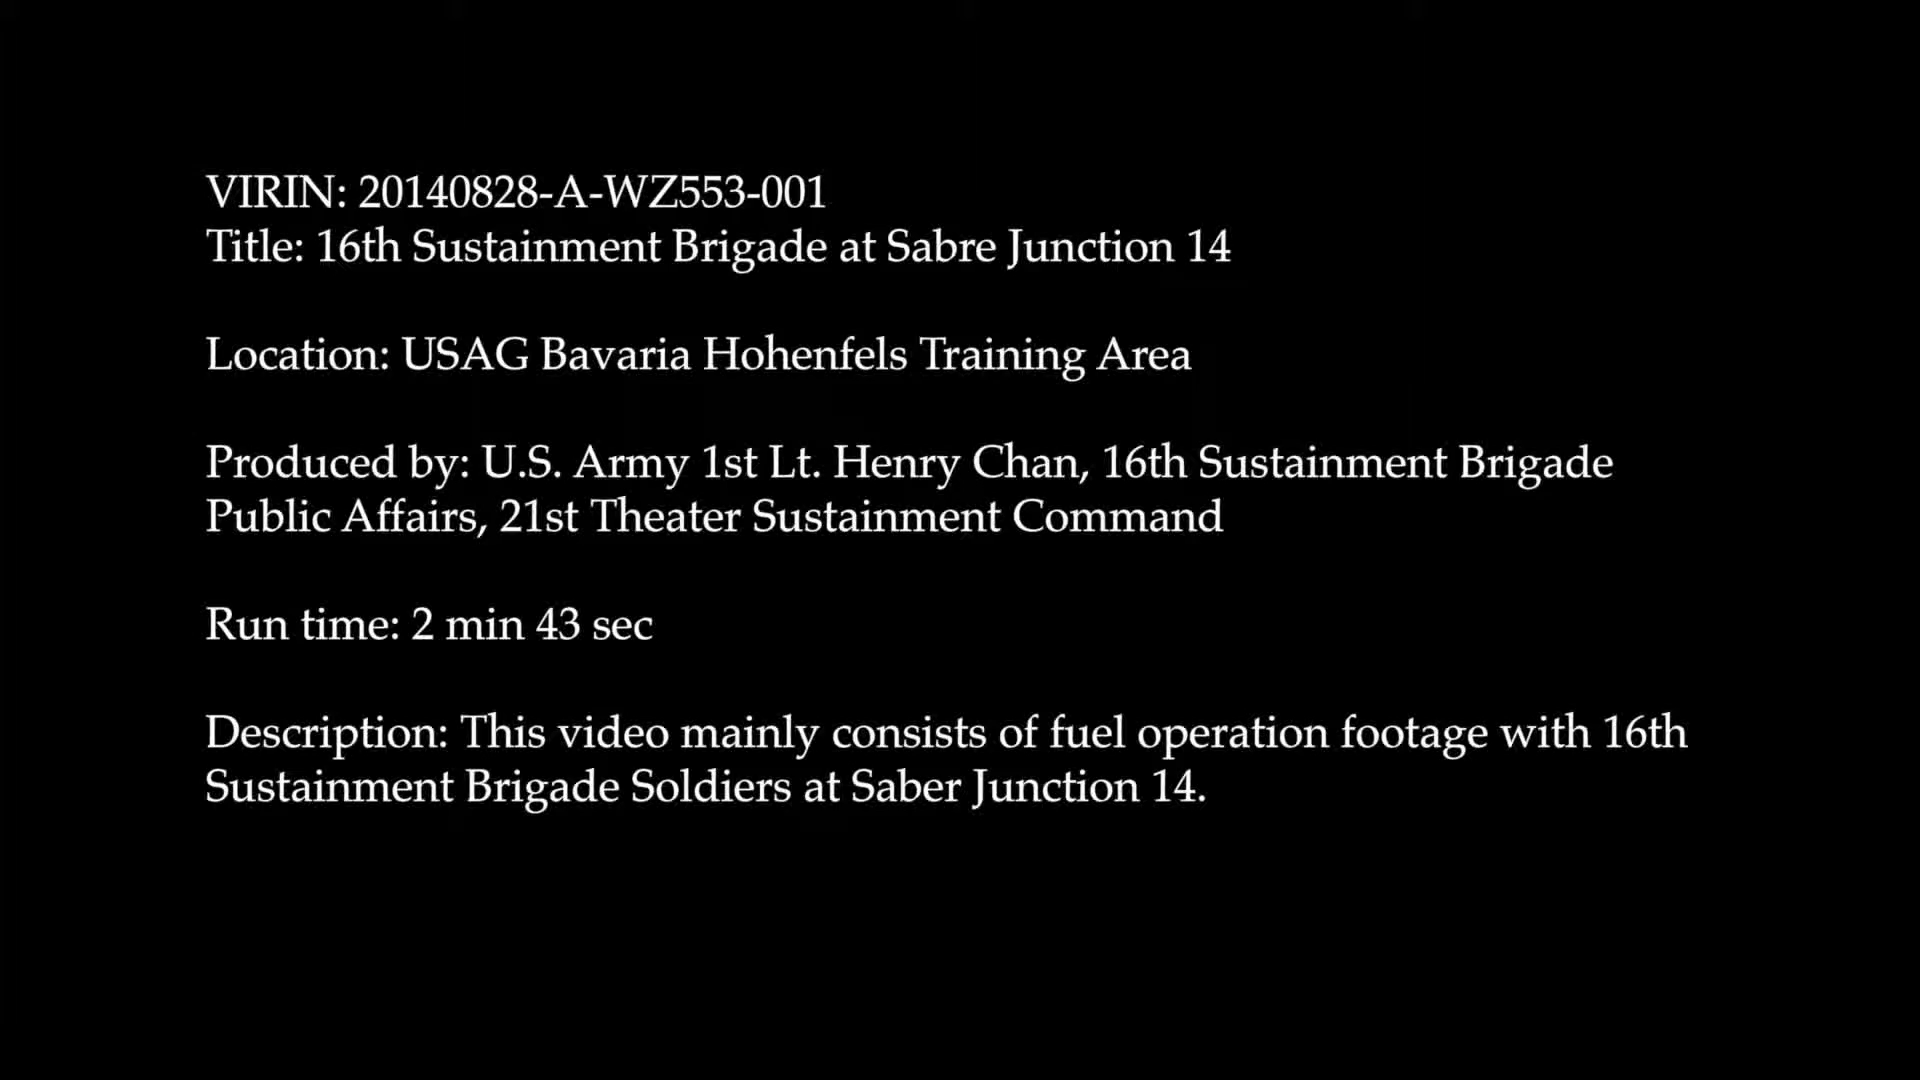 VIRIN: 20140828-A-WZ553-001
Title: 16th Sustainment Brigade at Sabre Junction 14
Location: USAG Bavaria Hohenfels Training Area
Produced by: U.S. Army 1st Lt. Henry Chan, 16th Sustainment Brigade
Public Affairs, 21st Theater Sustainment Command
Run time: 2 min 43 sec
Description: This video mainly consists of fuel operation footage with 16th
Sustainment Brigade Soldiers at Saber Junction 14.